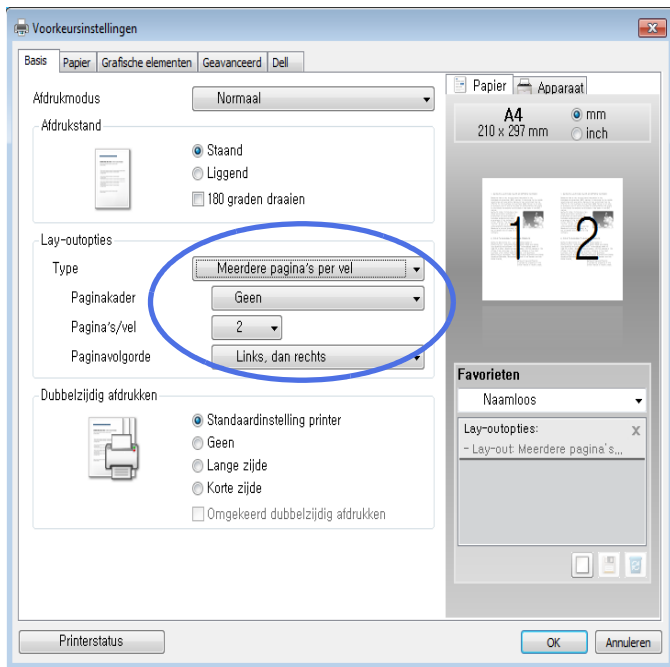 Voorkeursinstellingen
Basis Papier Grafische elementen Geavanceerd Dell
Afdrukmodus Normaal
Afdrukstand
Staand
Liggend
180 graden draaien
Lay-outopties
Type Meerdere pagina's per vel
Paginakader Geen
Pagina's/vel 2
Paginavolgorde Links, dan rechts
Dubbelzijdig afdrukken
Standaardinstelling printer
Geen
Lange zijde
Korte zijde
Omgekeerd dubbelzijdig afdrukken
Papier Apparaat
A4 mm
210 x 297 mm inch
1 2
Favorieten
Naamloos
Lay-outopties: x
- Lay-out: Meerdere pagina's...
Printerstatus OK Annuleren